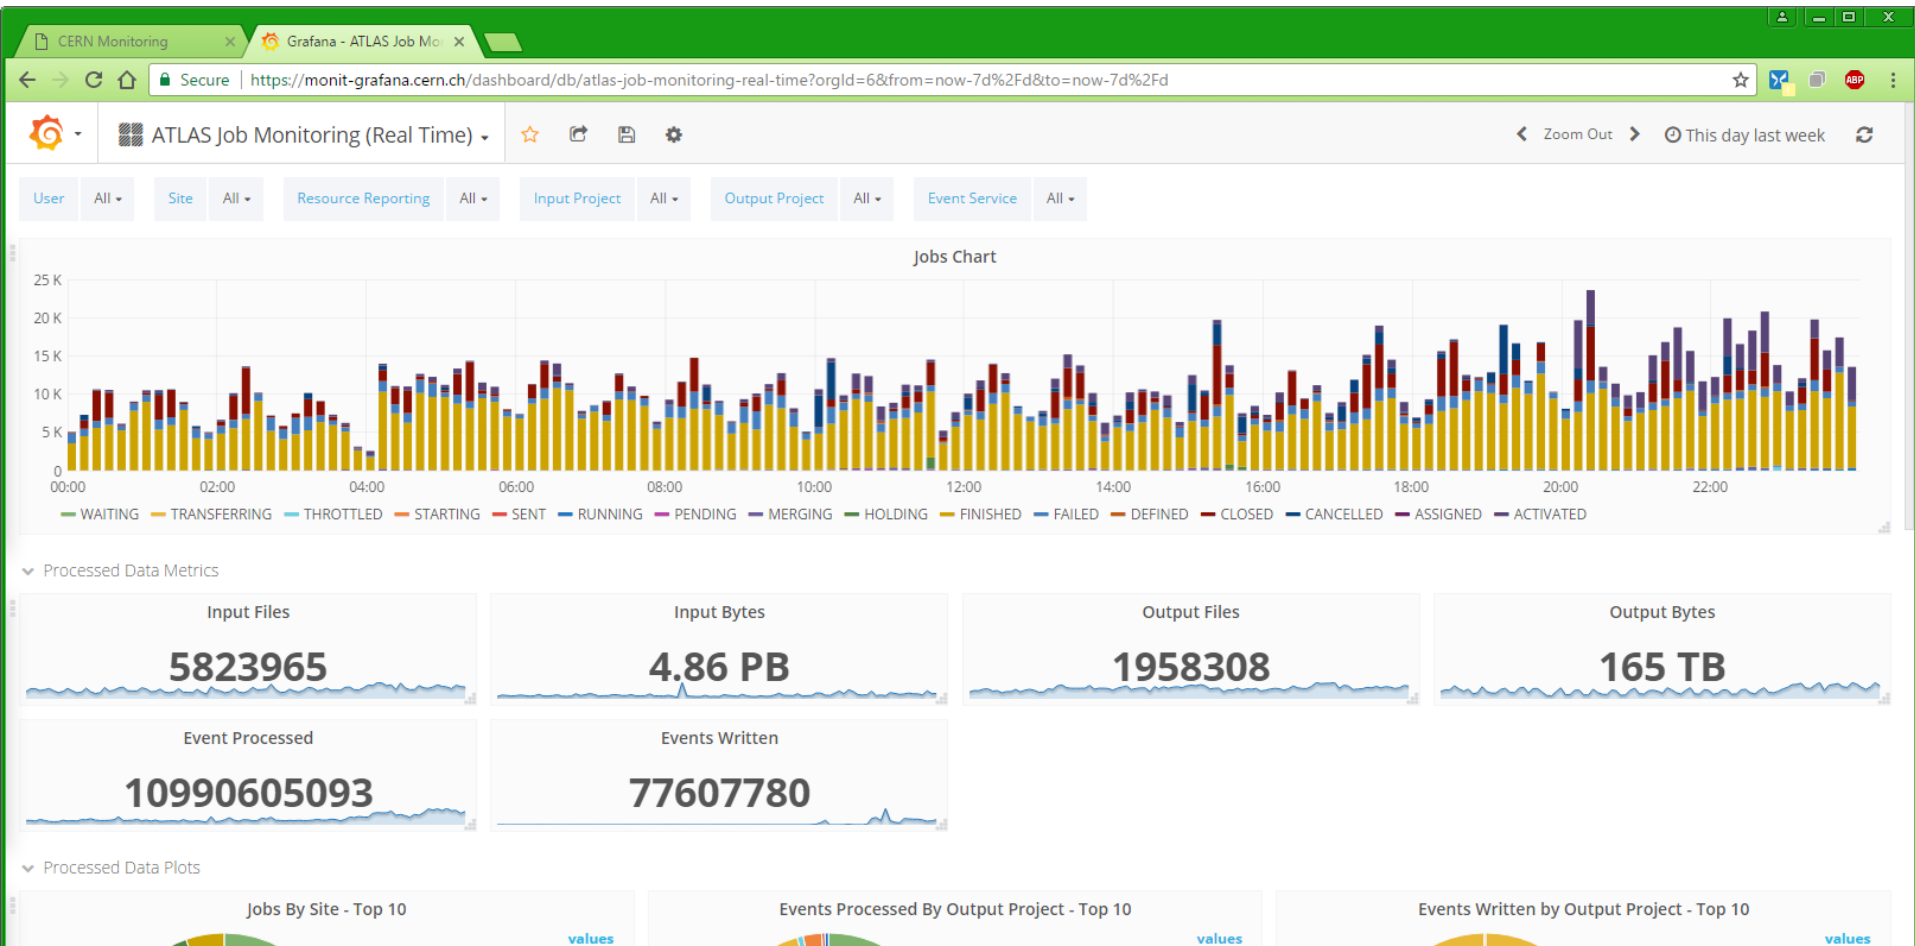 CERN Monitoring
Grafana - ATLAS Job Mo
Secure | https://monit-grafana.cern.ch/dashboard/db/atlas-job-monitoring-real-time?orgId=6&from=now-7d%2Fd&to=now-7d%2Fd
ABP
ATLAS Job Monitoring (Real Time)
Zoom Out
This day last week
User All Site All Resource Reporting All Input Project All Output Project All Event Service All
Jobs Chart
25 K
20 K
15 K
10 K
5 K
0
00:00 02:00 04:00 06:00 08:00 10:00 12:00 14:00 16:00 18:00 20:00 22:00
WAITING TRANSFERRING THROTTLED STARTING SENT RUNNING PENDING MERGING HOLDING FINISHED FAILED DEFINED CLOSED CANCELLED ASSIGNED ACTIVATED
Processed Data Metrics
Input Files
5823965
Input Bytes
4.86 PB
Output Files
1958308
Output Bytes
165 TB
Event Processed
10990605093
Events Written
77607780
Processed Data Plots
Jobs By Site - Top 10
values
Events Processed By Output Project - Top 10
values
Events Written by Output Project - Top 10
values